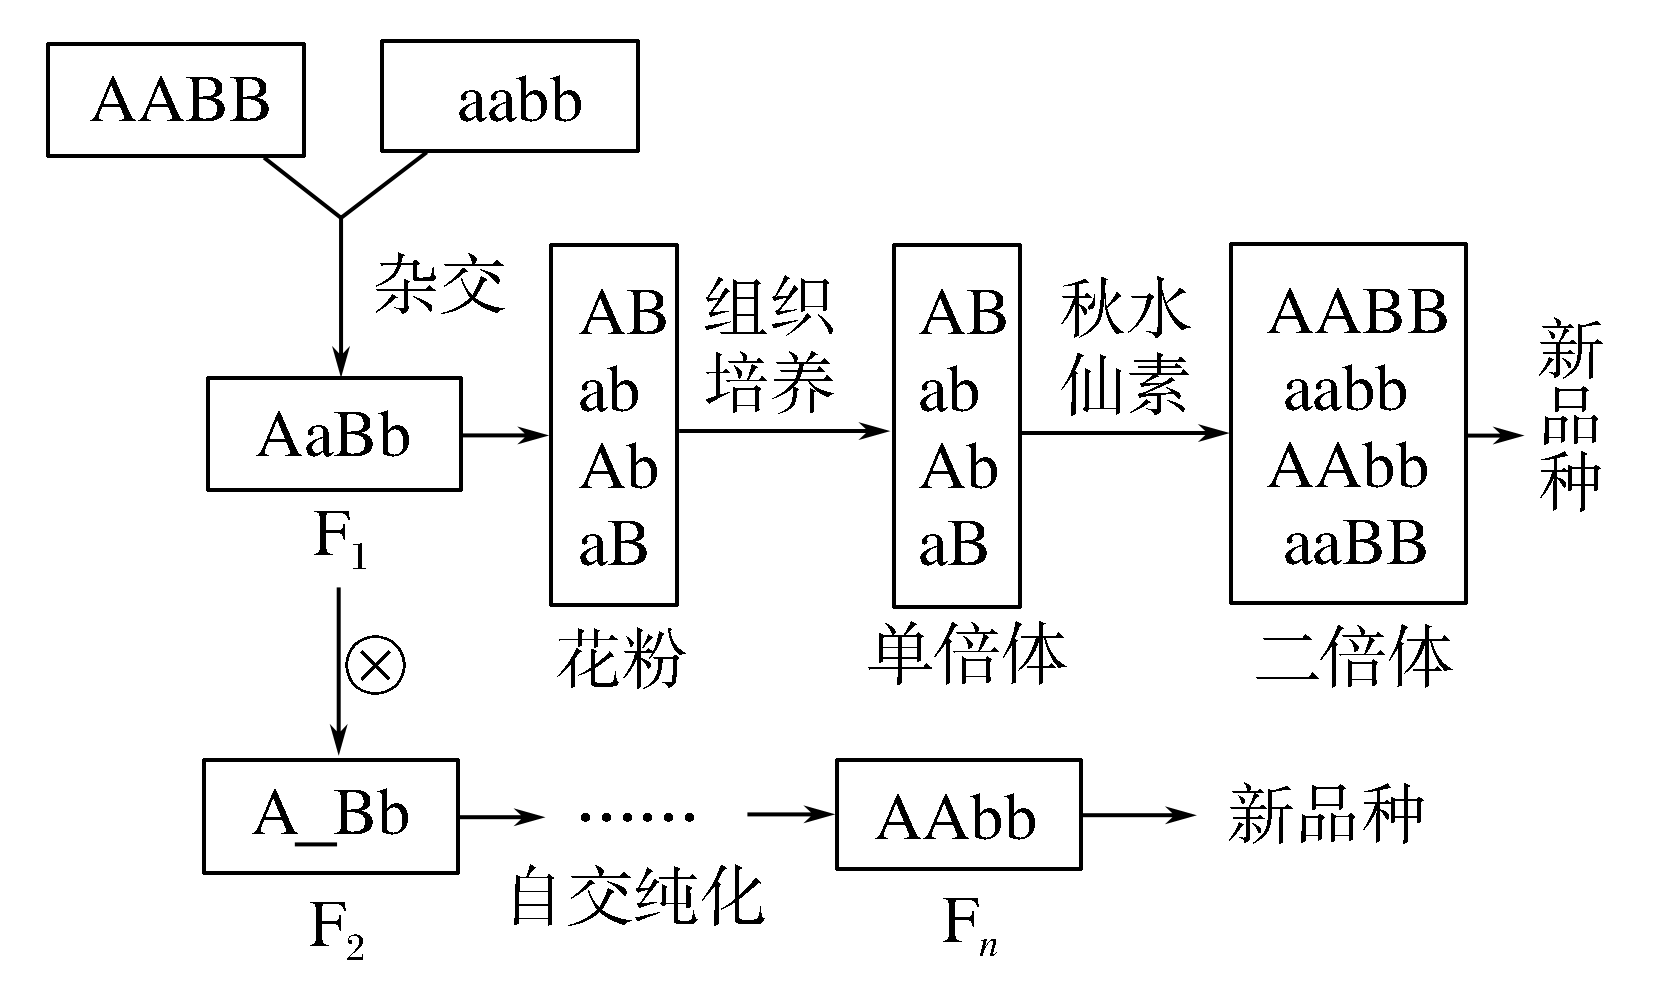 AABB
aabb
杂交
AaBb
F1
AB
ab
Ab
aB
花粉
组织
培养
AB
ab
Ab
aB
单倍体
秋水
仙素
AABB
aabb
AAbb
aaBB
二倍体
新品种
⊗
A_Bb
F2
……
自交纯化
AAbb
Fn
新品种